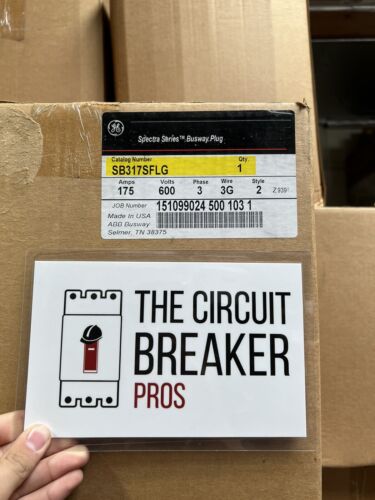 GE
Spectra Series™ Busway Plug
Catalog Number Qty.
SB317SFLG 1
Amps Volts Phase Wire Style
175 600 3 3G 2 Z939
JOB Number 151099024 500 103 1
Made In USA
ABB Busway
Selmer, TN 38375
THE CIRCUIT
BREAKER
PROS